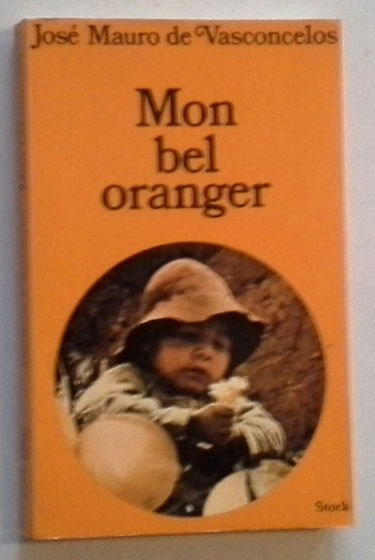 José Mauro de Vasconcelos
Mon
bel
oranger
Stock